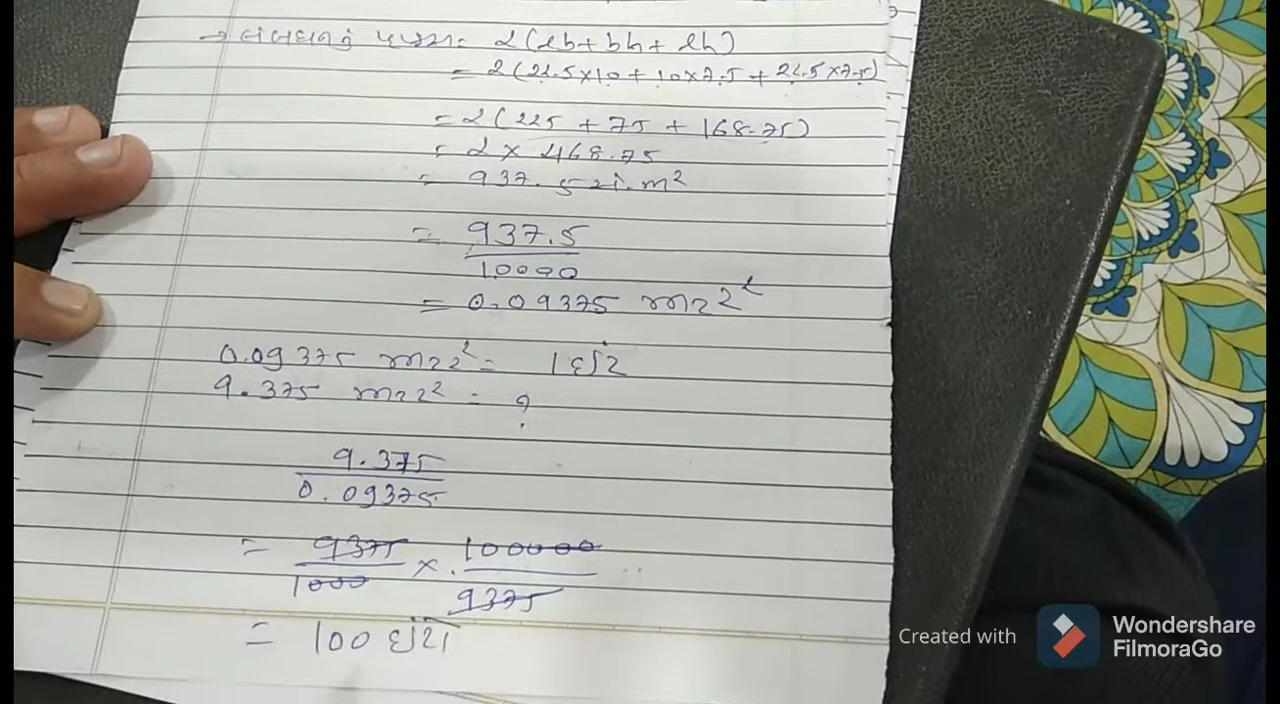 → લંબઘનનું પૃષ્ઠફળ = 2(lb+bh+lh)
= 2(22.5×10 + 10×7.5 + 22.5×7.5)
= 2(225 + 75 + 168.75)
= 2 × 468.75
= 937.5 સે.મી²
= 937.5
10000
= 0.09375 મીટર²
0.09375 મીટર² = 1 ઈંટ
9.375 મીટર² = ?
9.375
0.09375
= 9375 × 100000
1000 9375
= 100 ઈંટો
Created with Wondershare FilmoraGo